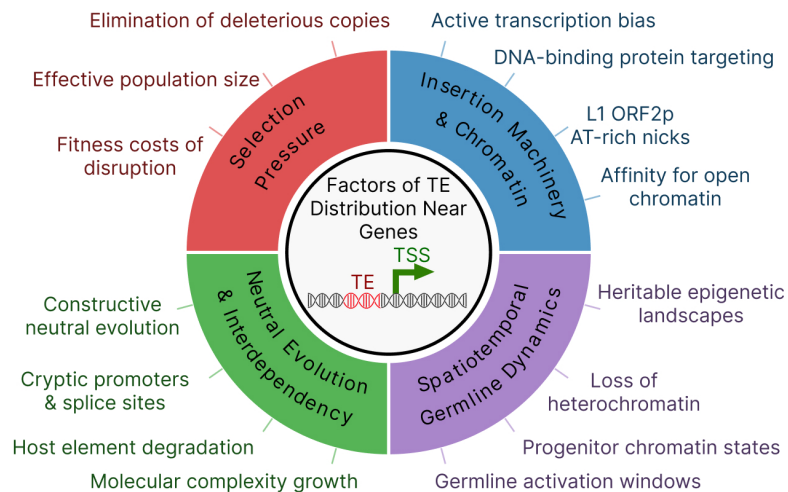 Elimination of deleterious copies
Effective population size
Fitness costs of
disruption
Selection
Pressure
Active transcription bias
DNA-binding protein targeting
L1 ORF2p
AT-rich nicks
Affinity for open
chromatin
Insertion Machinery
& Chromatin
Factors of TE
Distribution Near
Genes
TSS
TE
Constructive
neutral evolution
Cryptic promoters
& splice sites
Host element degradation
Molecular complexity growth
Neutral Evolution
& Interdependency
Heritable epigenetic
landscapes
Loss of
heterochromatin
Progenitor chromatin states
Germline activation windows
Spatiotemporal
Germline Dynamics